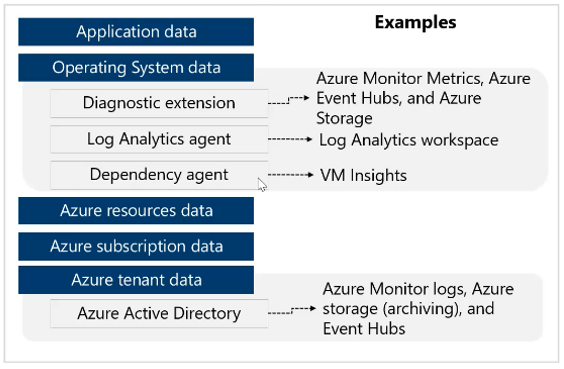 Examples
Application data
Operating System data
Diagnostic extension
Azure Monitor Metrics, Azure
Event Hubs, and Azure
Storage
Log Analytics agent
Log Analytics workspace
Dependency agent
VM Insights
Azure resources data
Azure subscription data
Azure tenant data
Azure Active Directory
Azure Monitor logs, Azure
storage (archiving), and
Event Hubs